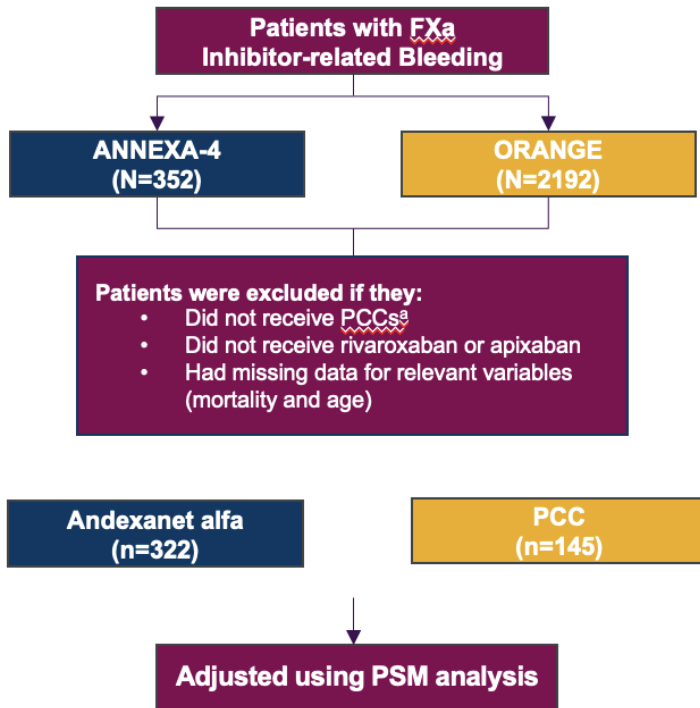 Patients with FXa
Inhibitor-related Bleeding
ANNEXA-4
(N=352)
ORANGE
(N=2192)
Patients were excluded if they:
• Did not receive PCCsª
• Did not receive rivaroxaban or apixaban
• Had missing data for relevant variables
(mortality and age)
Andexanet alfa
(n=322)
PCC
(n=145)
Adjusted using PSM analysis